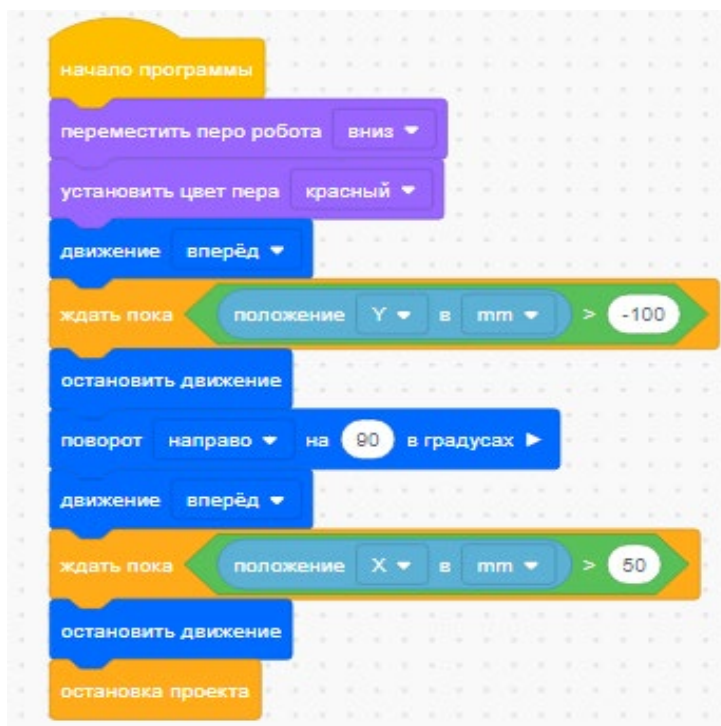 начало программы
переместить перо робота вниз
установить цвет пера красный
движение вперёд
ждать пока положение Y в mm > -100
остановить движение
поворот направо на 90 в градусах
движение вперёд
ждать пока положение X в mm > 50
остановить движение
остановка проекта